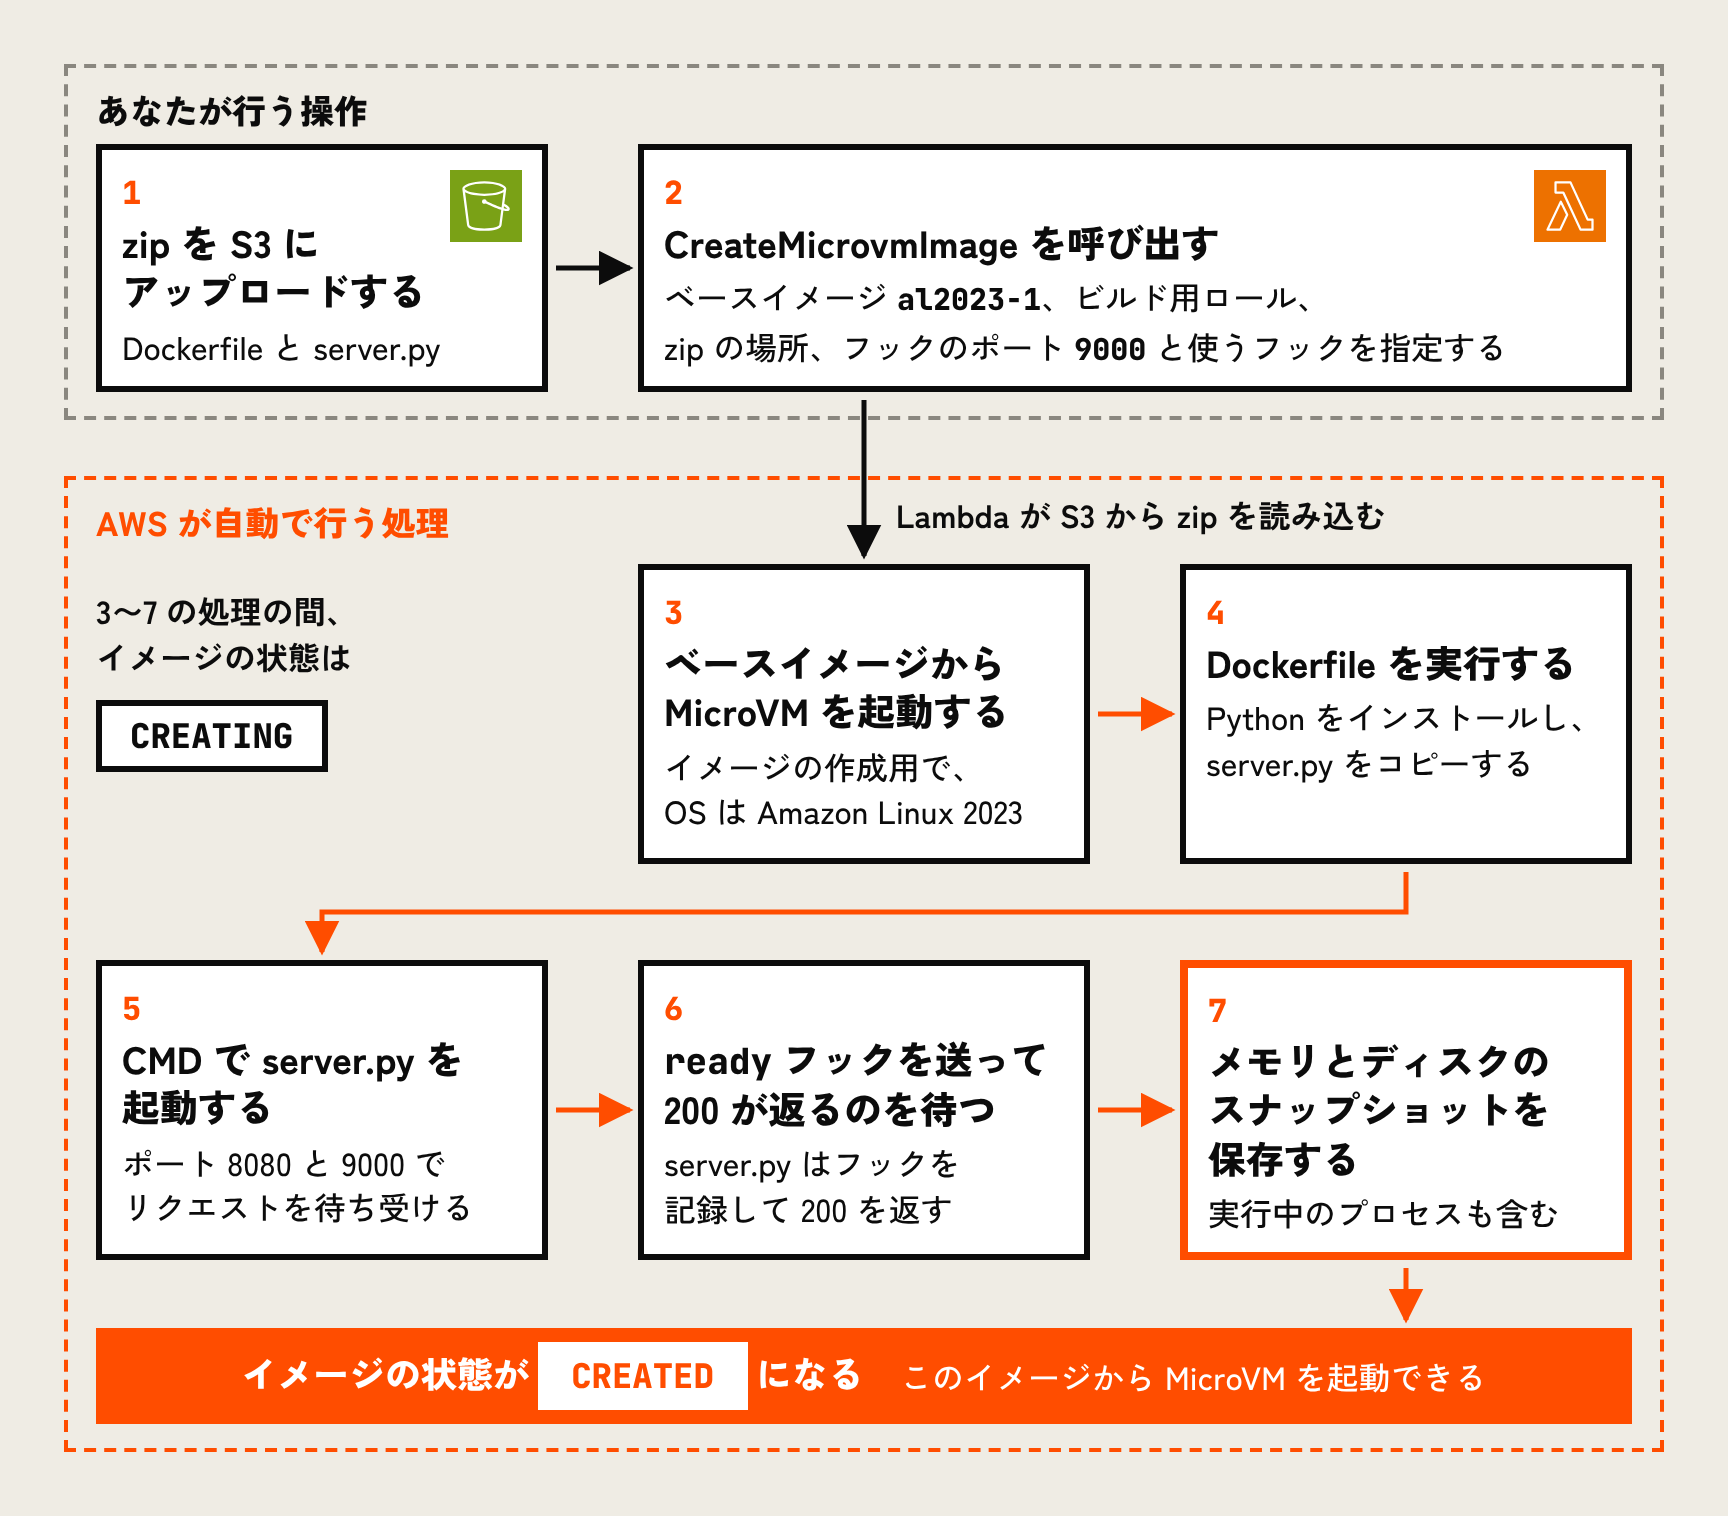 あなたが行う操作
1
zip を S3 に
アップロードする
Dockerfile と server.py
2
CreateMicrovmImage を呼び出す
ベースイメージ al2023-1、ビルド用ロール、
zip の場所、フックのポート 9000 と使うフックを指定する
AWS が自動で行う処理
Lambda が S3 から zip を読み込む
3〜7 の処理の間、
イメージの状態は
CREATING
3
ベースイメージから
MicroVM を起動する
イメージの作成用で、
OS は Amazon Linux 2023
4
Dockerfile を実行する
Python をインストールし、
server.py をコピーする
5
CMD で server.py を
起動する
ポート 8080 と 9000 で
リクエストを待ち受ける
6
ready フックを送って
200 が返るのを待つ
server.py はフックを
記録して 200 を返す
7
メモリとディスクの
スナップショットを
保存する
実行中のプロセスも含む
イメージの状態が CREATED になる このイメージから MicroVM を起動できる